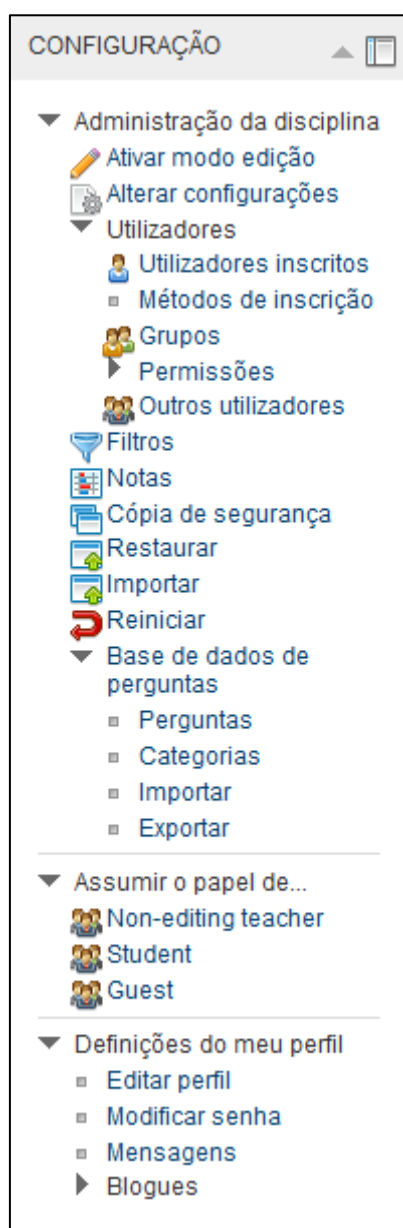 CONFIGURAÇÃO
Administração da disciplina
Ativar modo edição
Alterar configurações
Utilizadores
Utilizadores inscritos
Métodos de inscrição
Grupos
Permissões
Outros utilizadores
Filtros
Notas
Cópia de segurança
Restaurar
Importar
Reiniciar
Base de dados de
perguntas
Perguntas
Categorias
Importar
Exportar
Assumir o papel de...
Non-editing teacher
Student
Guest
Definições do meu perfil
Editar perfil
Modificar senha
Mensagens
Blogues